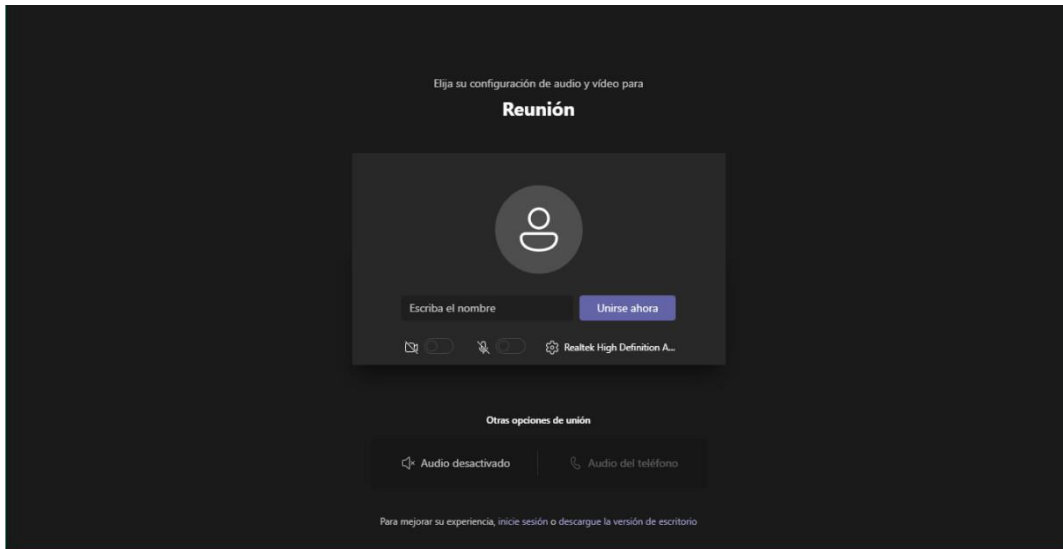 Elija su configuración de audio y vídeo para
Reunión
Escriba el nombre
Unirse ahora
Realtek High Definition A...
Otras opciones de unión
Audio desactivado
Audio del teléfono
Para mejorar su experiencia, inicie sesión o descargue la versión de escritorio